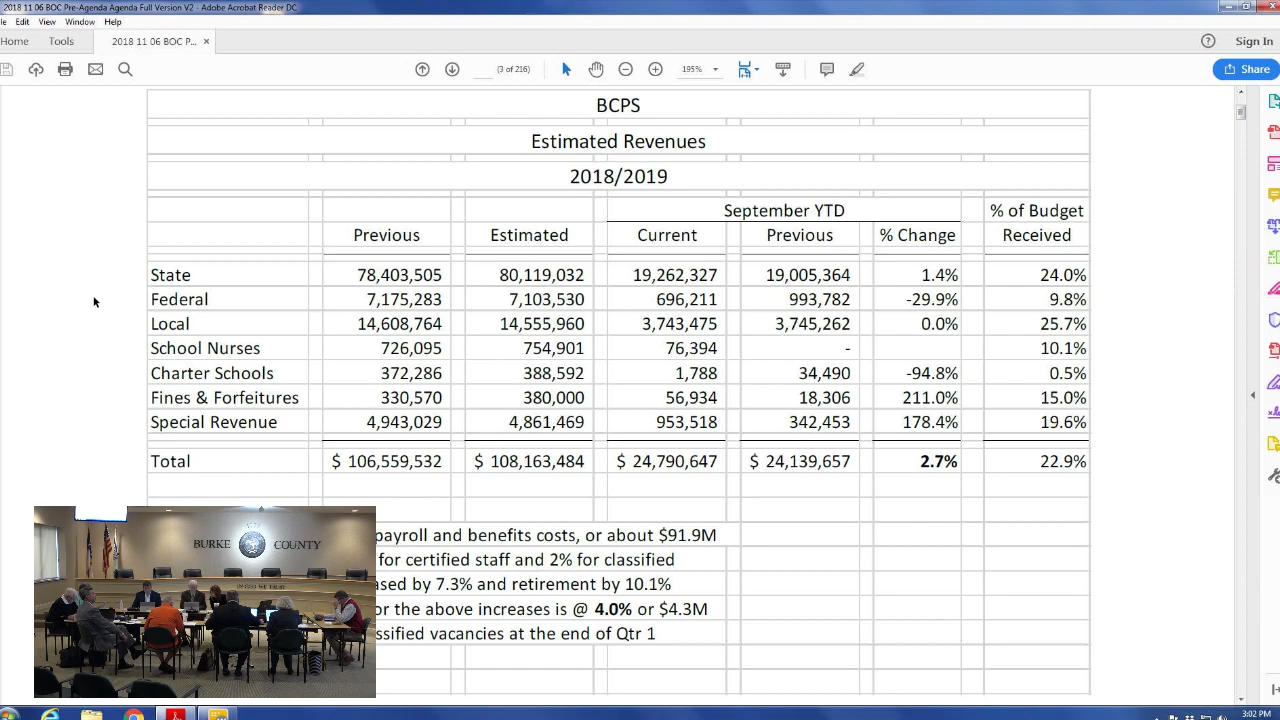 2018 11 06 BOC Pre-Agenda Agenda Full Version V2 - Adobe Acrobat Reader DC
Edit View Window Help
Home Tools 2018 11 06 BOC P... × Sign In
(3 of 216) 195% Share
BCPS
Estimated Revenues
2018/2019
September YTD % of Budget
Previous Estimated Current Previous % Change Received
State 78,403,505 80,119,032 19,262,327 19,005,364 1.4% 24.0%
Federal 7,175,283 7,103,530 696,211 993,782 -29.9% 9.8%
Local 14,608,764 14,555,960 3,743,475 3,745,262 0.0% 25.7%
School Nurses 726,095 754,901 76,394 - 10.1%
Charter Schools 372,286 388,592 1,788 34,490 -94.8% 0.5%
Fines & Forfeitures 330,570 380,000 56,934 18,306 211.0% 15.0%
Special Revenue 4,943,029 4,861,469 953,518 342,453 178.4% 19.6%
Total $ 106,559,532 $ 108,163,484 $ 24,790,647 $ 24,139,657 2.7% 22.9%
payroll and benefits costs, or about $91.9M
for certified staff and 2% for classified
ased by 7.3% and retirement by 10.1%
or the above increases is @ 4.0% or $4.3M
ssified vacancies at the end of Qtr 1
BURKE COUNTY
IN GOD WE TRUST
3:02 PM